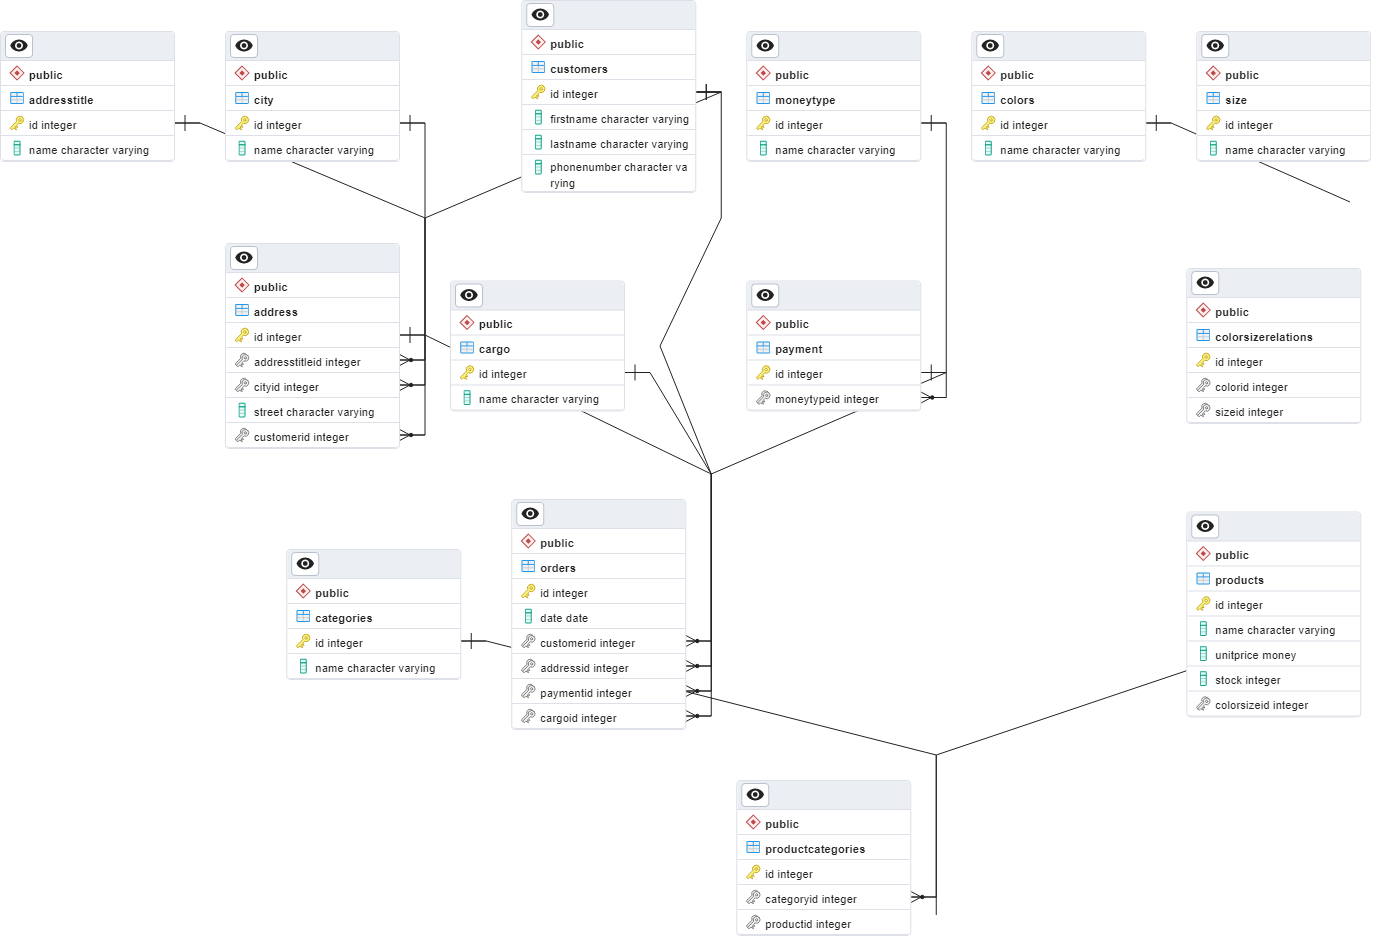 public
addresstitle
id integer
name character varying
public
city
id integer
name character varying
public
customers
id integer
firstname character varying
lastname character varying
phonenumber character va
rying
public
moneytype
id integer
name character varying
public
colors
id integer
name character varying
public
size
id integer
name character varying
public
address
id integer
addresstitleid integer
cityid integer
street character varying
customerid integer
public
cargo
id integer
name character varying
public
payment
id integer
moneytypeid integer
public
colorsizerelations
id integer
colorid integer
sizeid integer
public
categories
id integer
name character varying
public
orders
id integer
date date
customerid integer
addressid integer
paymentid integer
cargoid integer
public
products
id integer
name character varying
unitprice money
stock integer
colorsizeid integer
public
productcategories
id integer
categoryid integer
productid integer